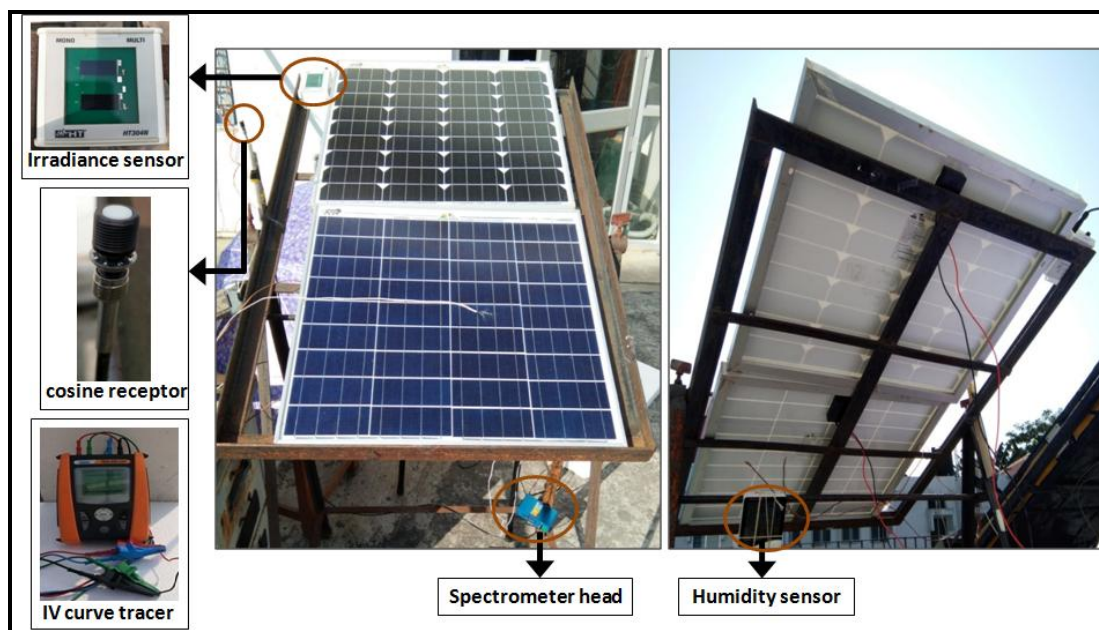 MONO MULTI
HT
HT304N
Irradiance sensor
cosine receptor
IV curve tracer
Spectrometer head
Humidity sensor